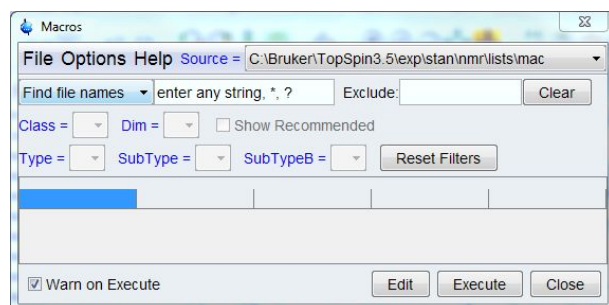 Macros
File Options Help Source = C:\Bruker\TopSpin3.5\exp\stan\nmr\lists\mac
Find file names enter any string, *, ? Exclude: Clear
Class = Dim = Show Recommended
Type = SubType = SubTypeB = Reset Filters
Warn on Execute Edit Execute Close